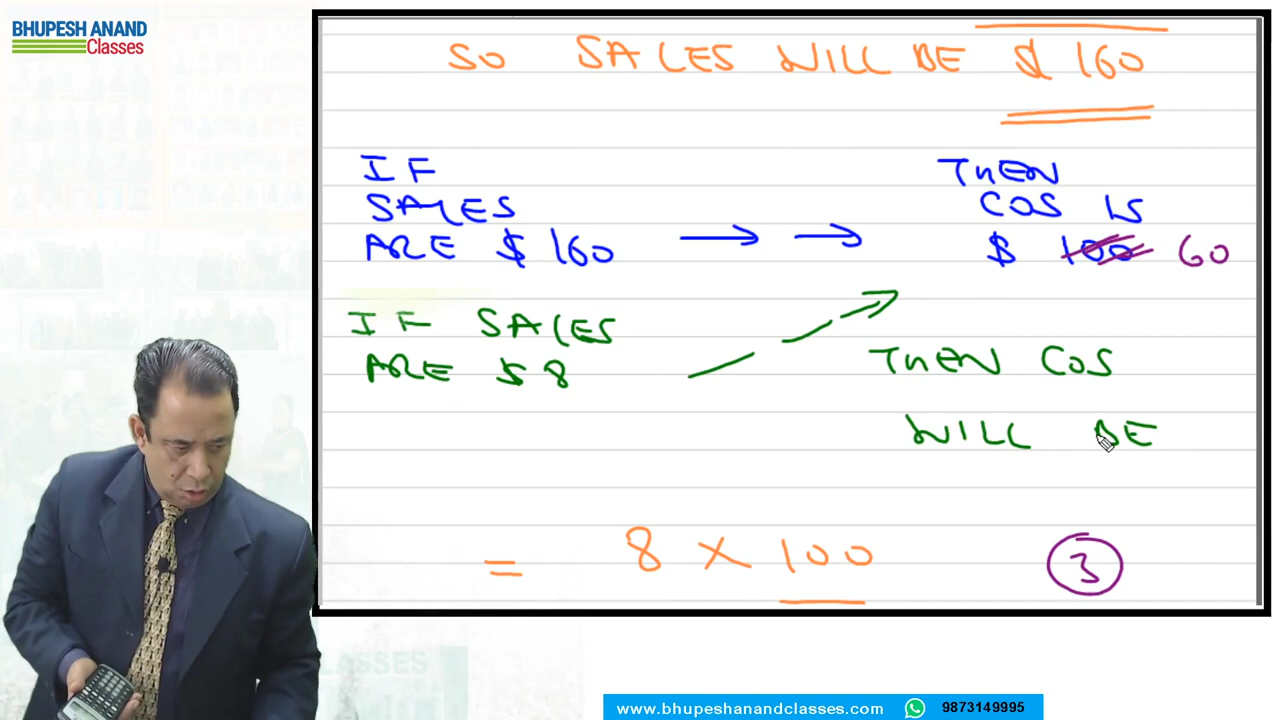 BHUPESH ANAND
Classes
SO SALES WILL BE $ 160
IF
SALES
ARE $ 160
THEN
COS IS
$ 100 60
IF SALES
ARE $ 8
THEN COS
WILL BE
= 8 × 100
3
www.bhupeshanandclasses.com 9873149995